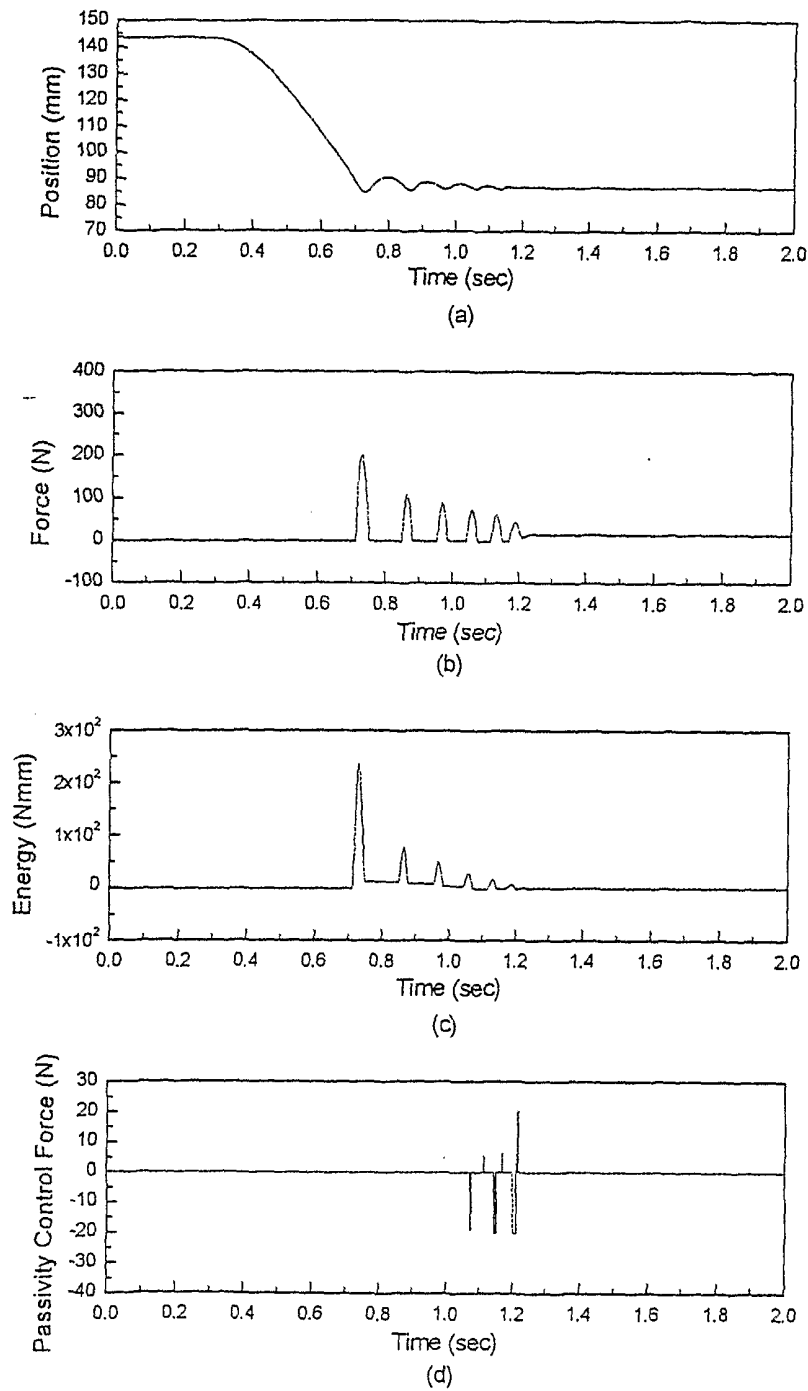 150
140
130
120
110
100
90
80
70
Position (mm)
0.0 0.2 0.4 0.6 0.8 1.0 1.2 1.4 1.6 1.8 2.0
Time (sec)
(a)
400
300
200
100
0
-100
Force (N)
0.0 0.2 0.4 0.6 0.8 1.0 1.2 1.4 1.6 1.8 2.0
Time (sec)
(b)
3x10²
2x10²
1x10²
0
-1x10²
Energy (Nmm)
0.0 0.2 0.4 0.6 0.8 1.0 1.2 1.4 1.6 1.8 2.0
Time (sec)
(c)
30
20
10
0
-10
-20
-30
-40
Passivity Control Force (N)
0.0 0.2 0.4 0.6 0.8 1.0 1.2 1.4 1.6 1.8 2.0
Time (sec)
(d)